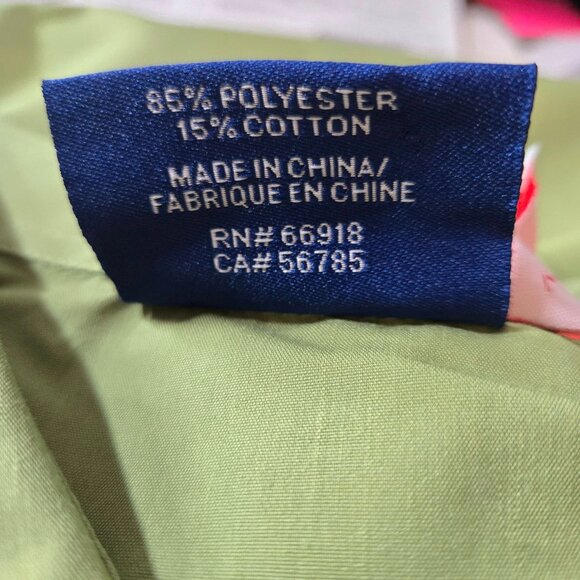 85% POLYESTER
15% COTTON
MADE IN CHINA/
FABRIQUE EN CHINE
RN# 66918
CA# 56785